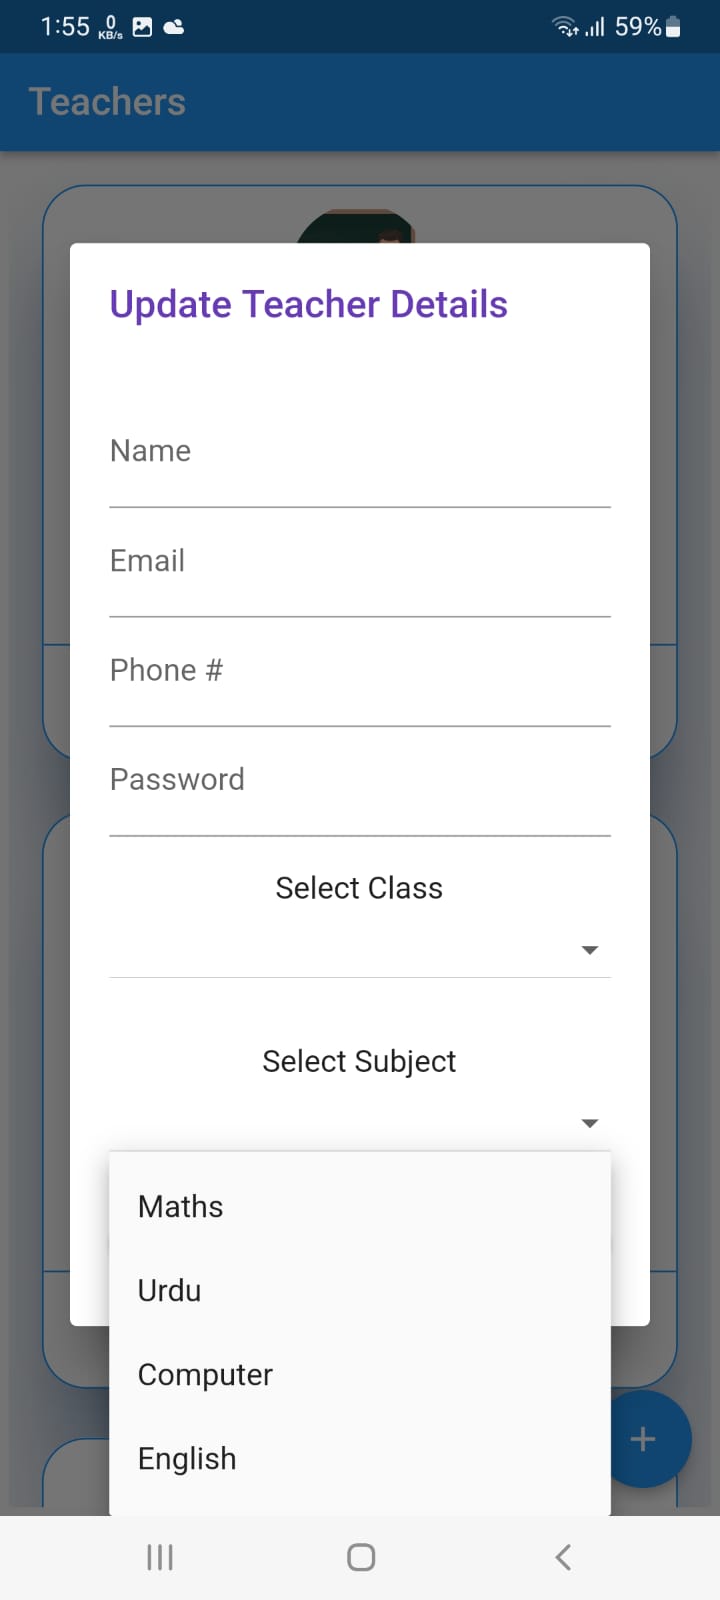 1:55 0 KB/s 59%
Teachers
Update Teacher Details
Name
Email
Phone #
Password
Select Class
Select Subject
Maths
Urdu
Computer
English